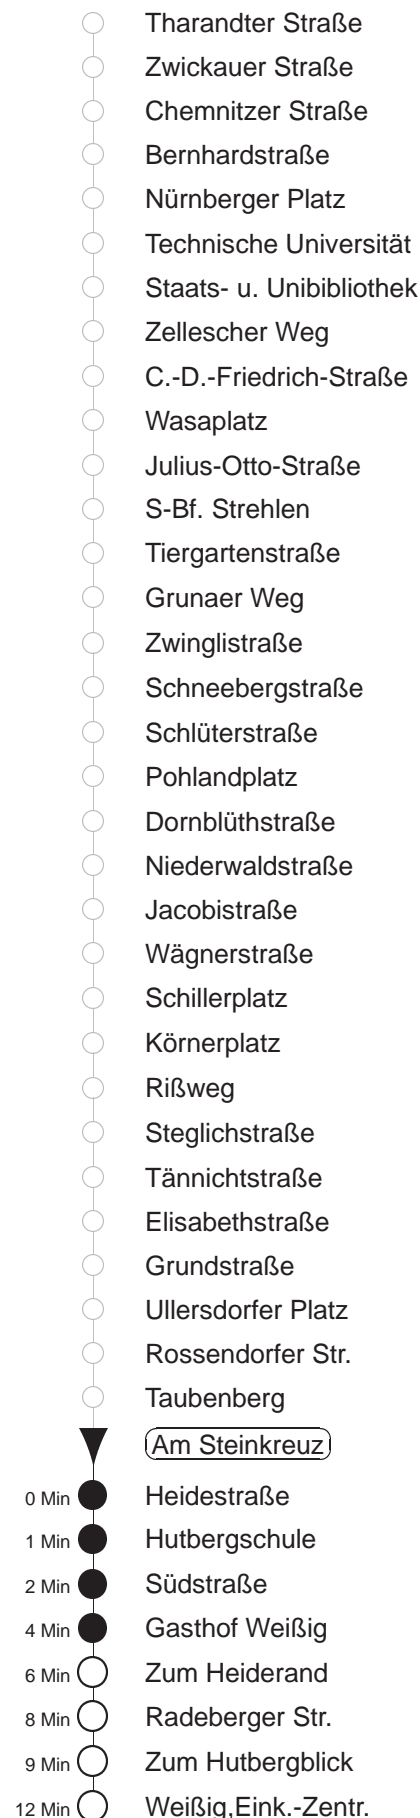 Tharandter Straße
Zwickauer Straße
Chemnitzer Straße
Bernhardstraße
Nürnberger Platz
Technische Universität
Staats- u. Unibibliothek
Zellescher Weg
C.-D.-Friedrich-Straße
Wasaplatz
Julius-Otto-Straße
S-Bf. Strehlen
Tiergartenstraße
Grunaer Weg
Zwinglistraße
Schneebergstraße
Schlüterstraße
Pohlandplatz
Dornblüthstraße
Niederwaldstraße
Jacobistraße
Wägnerstraße
Schillerplatz
Körnerplatz
Rißweg
Steglichstraße
Tännichtstraße
Elisabethstraße
Grundstraße
Ullersdorfer Platz
Rossendorfer Str.
Taubenberg
Am Steinkreuz
0 Min Heidestraße
1 Min Hutbergschule
2 Min Südstraße
4 Min Gasthof Weißig
6 Min Zum Heiderand
8 Min Radeberger Str.
9 Min Zum Hutbergblick
12 Min Weißig,Eink.-Zentr.